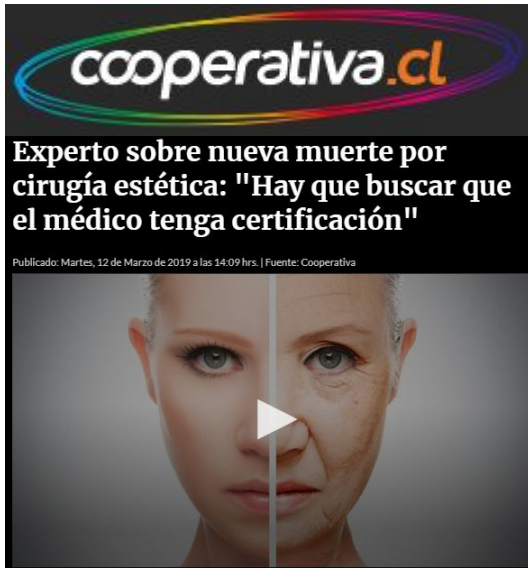 cooperativa.cl
Experto sobre nueva muerte por
cirugía estética: "Hay que buscar que
el médico tenga certificación"
Publicado: Martes, 12 de Marzo de 2019 a las 14:09 hrs. | Fuente: Cooperativa